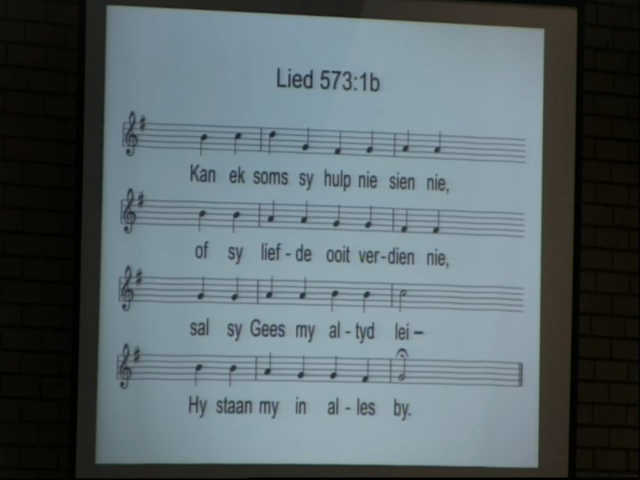 Lied 573:1b
Kan ek soms sy hulp nie sien nie,
of sy lief - de ooit ver - dien nie,
sal sy Gees my al - tyd lei –
Hy staan my in al - les by.